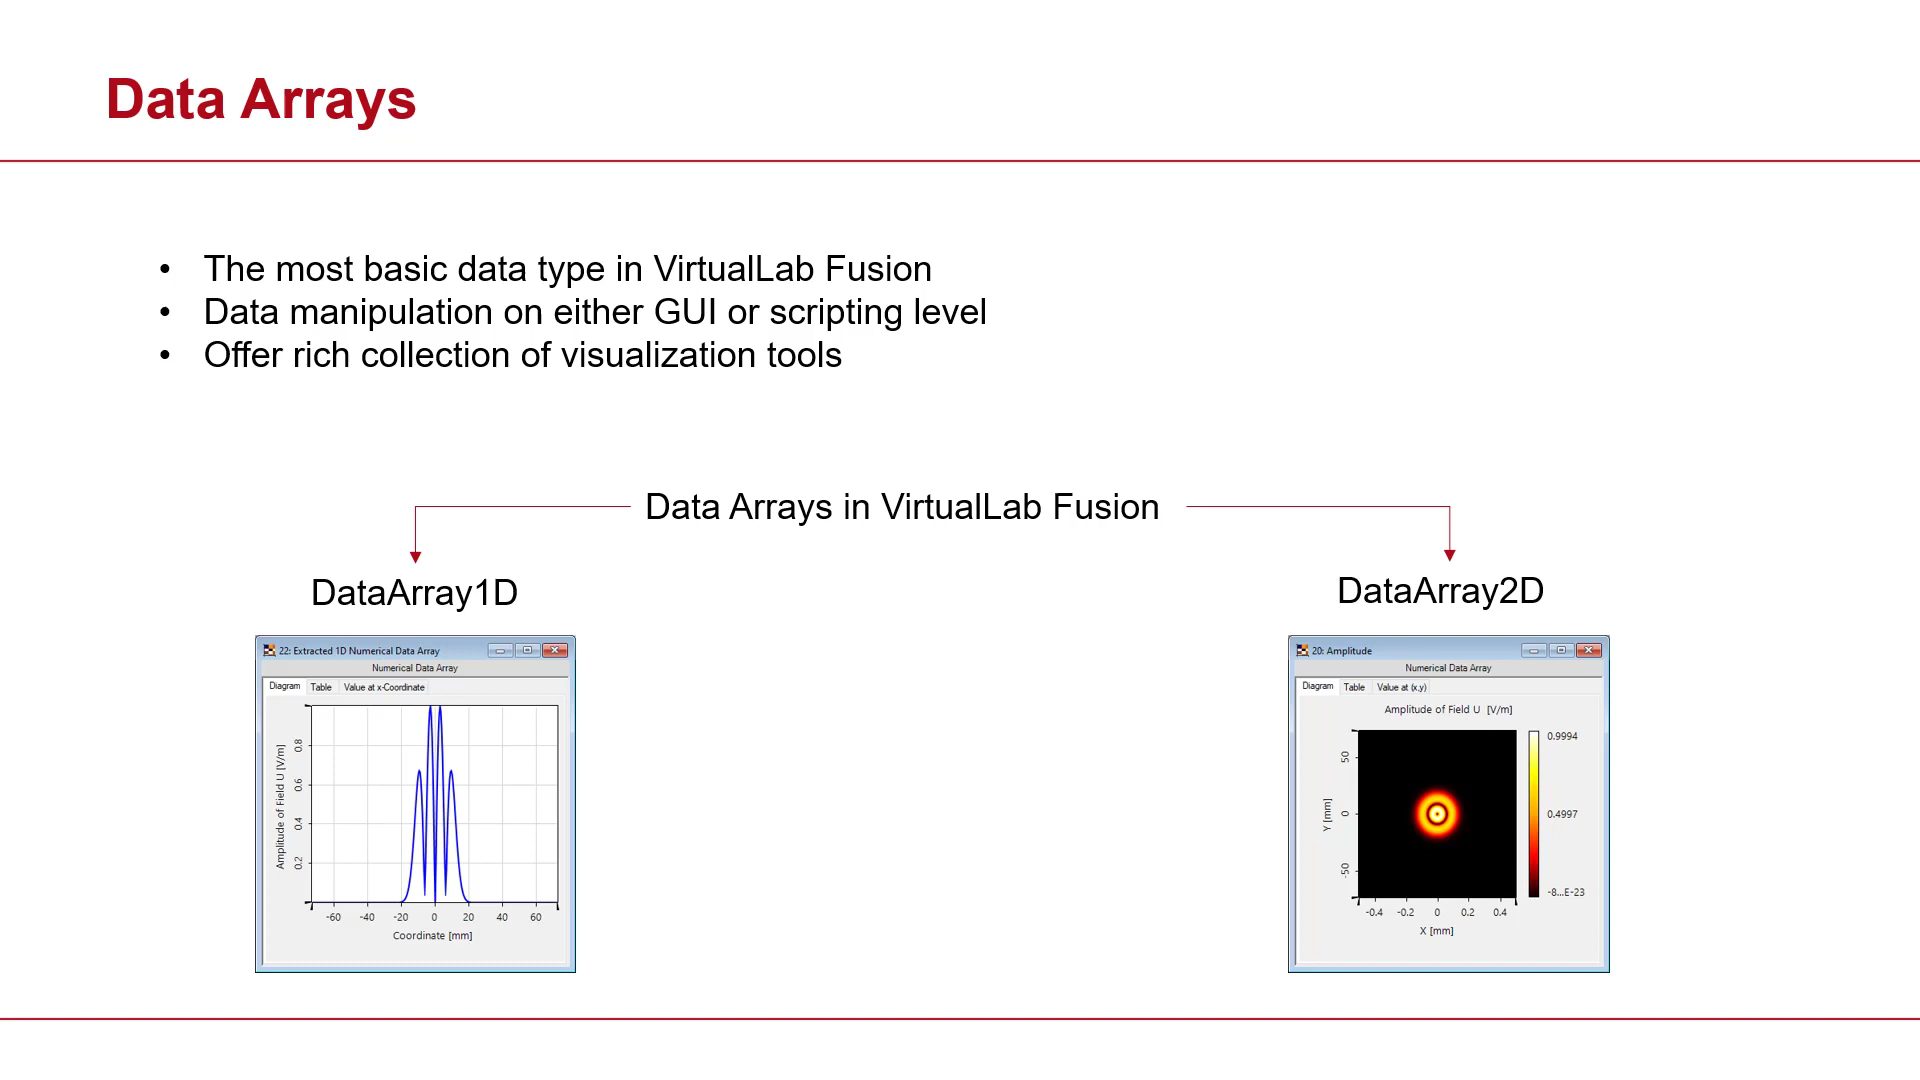 Data Arrays
• The most basic data type in VirtualLab Fusion
• Data manipulation on either GUI or scripting level
• Offer rich collection of visualization tools
Data Arrays in VirtualLab Fusion
DataArray1D
22: Extracted 1D Numerical Data Array
Numerical Data Array
Diagram Table Value at x-Coordinate
Amplitude of Field U [V/m]
0.8
0.6
0.4
0.2
-60 -40 -20 0 20 40 60
Coordinate [mm]
DataArray2D
20: Amplitude
Numerical Data Array
Diagram Table Value at (x,y)
Amplitude of Field U [V/m]
Y [mm]
50
0
-50
0.9994
0.4997
-8...E-23
-0.4 -0.2 0 0.2 0.4
X [mm]